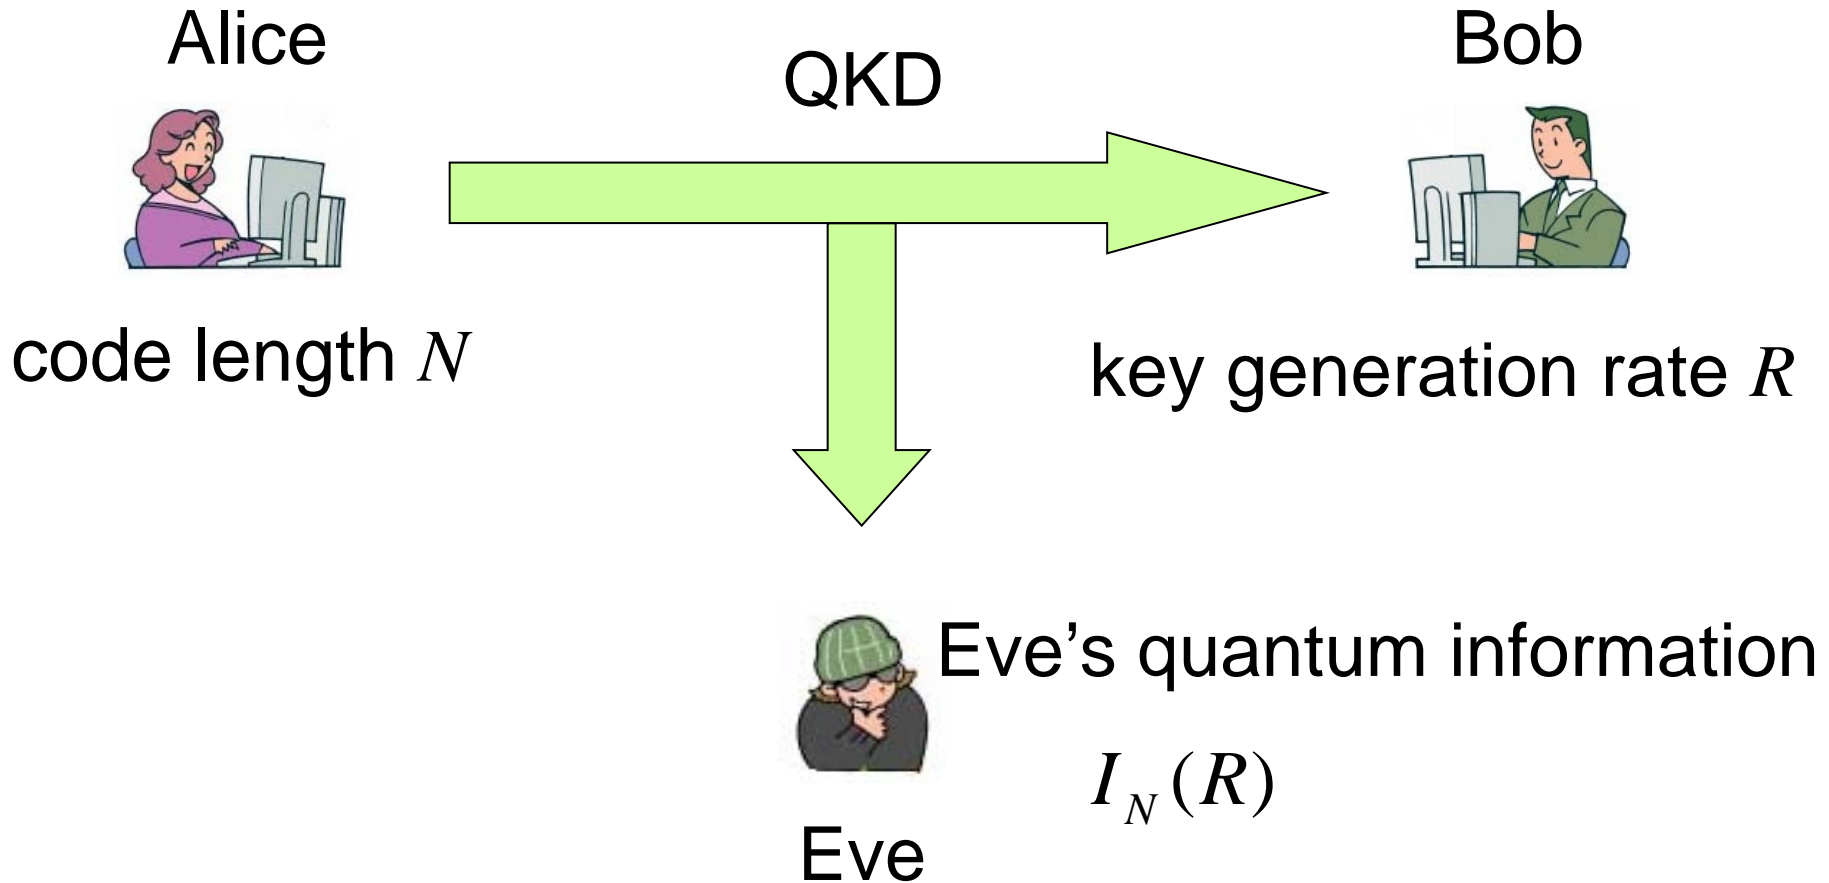 Alice
QKD
Bob
code length N
key generation rate R
Eve’s quantum information
I_N(R)
Eve